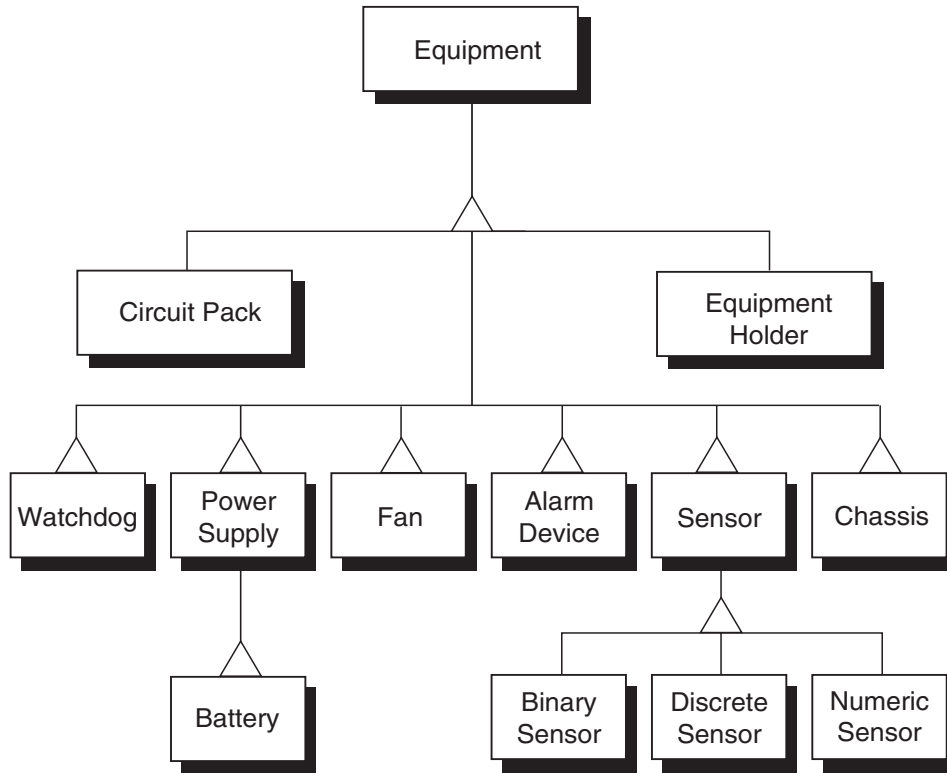 Equipment
Circuit Pack
Equipment
Holder
Watchdog
Power
Supply
Fan
Alarm
Device
Sensor
Chassis
Battery
Binary
Sensor
Discrete
Sensor
Numeric
Sensor